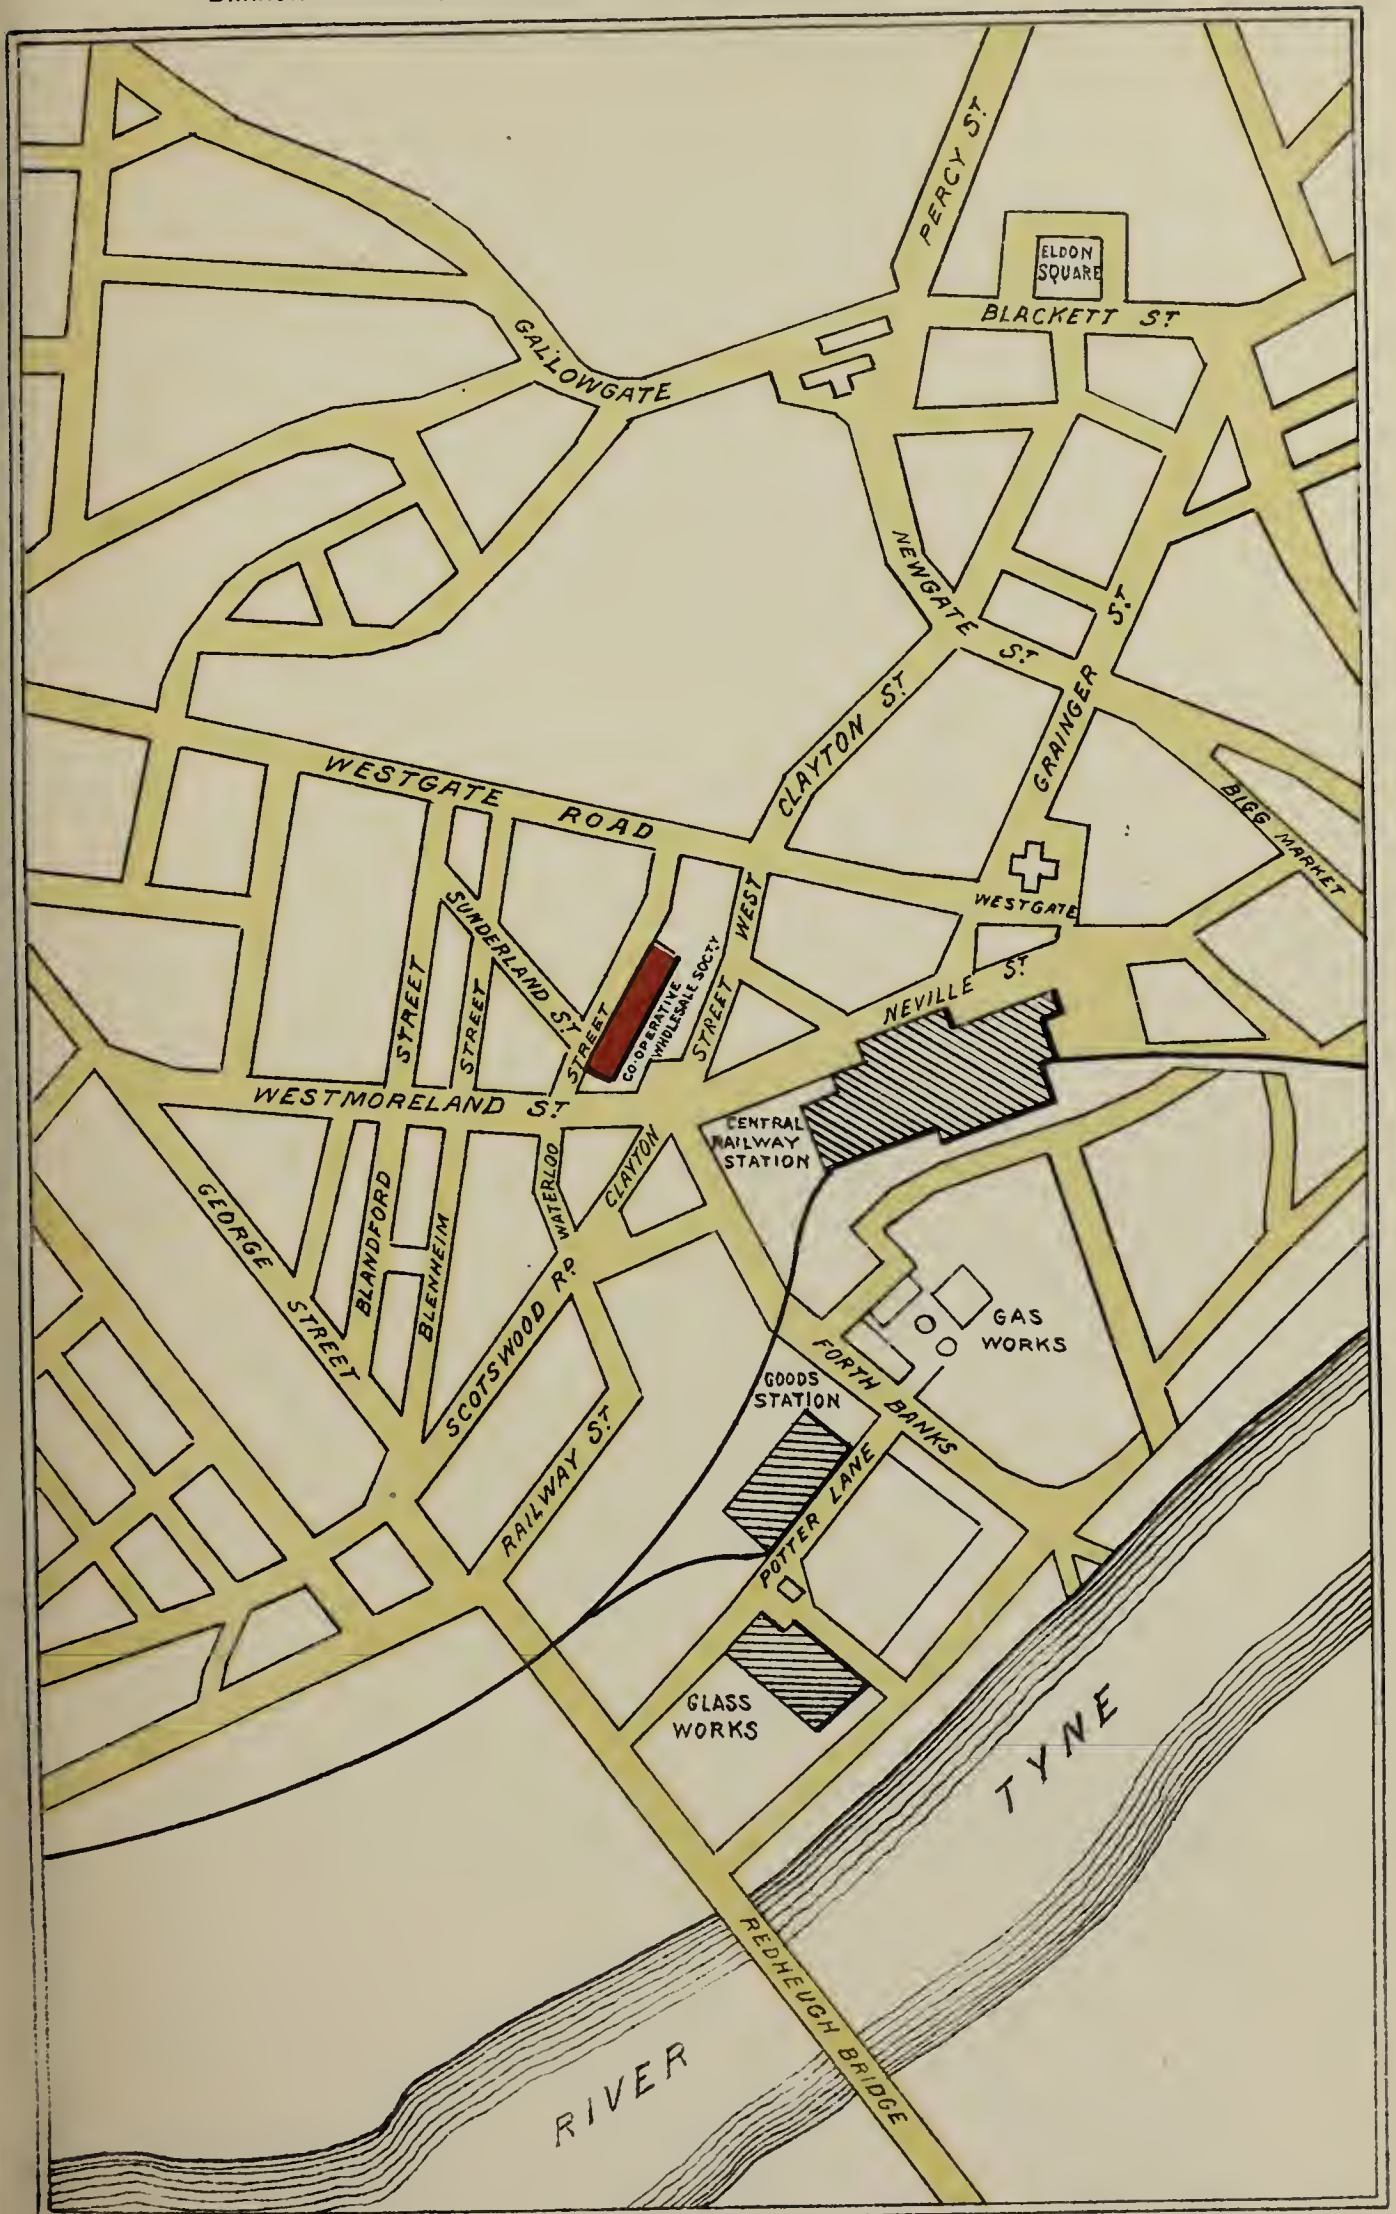 PERCY ST
ELDON
SQUARE
BLACKETT ST
GALLOWGATE
NEWGATE ST
ST
CLAYTON ST
GRAINGER
WESTGATE ROAD
BIGG MARKET
WESTGATE
WEST
SUNDERLAND ST
STREET
STREET
STREET
CO-OPERATIVE
WHOLESALE SOCTY
STREET
NEVILLE ST
WESTMORELAND ST
CENTRAL
RAILWAY
STATION
WATERLOO
CLAYTON
GEORGE STREET
BLANDFORD
BLENHEIM
SCOTSWOOD RD
GAS
WORKS
FORTH BANKS
GOODS
STATION
RAILWAY ST
POTTER LANE
GLASS
WORKS
RIVER TYNE
REDHEUGH BRIDGE